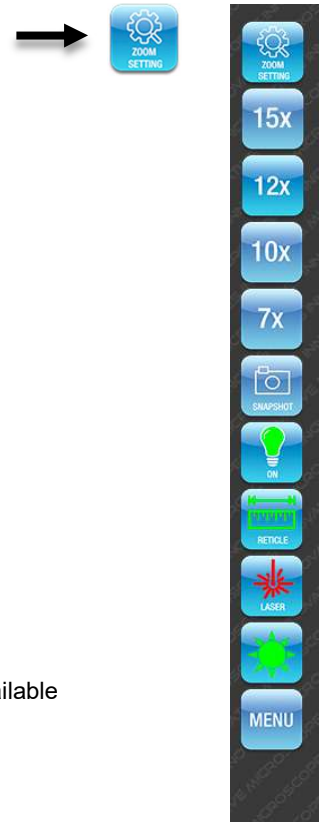 ZOOM
SETTING
ZOOM
SETTING
15x
12x
10x
7x
SNAPSHOT
ON
RETICLE
LASER
ilable
MENU